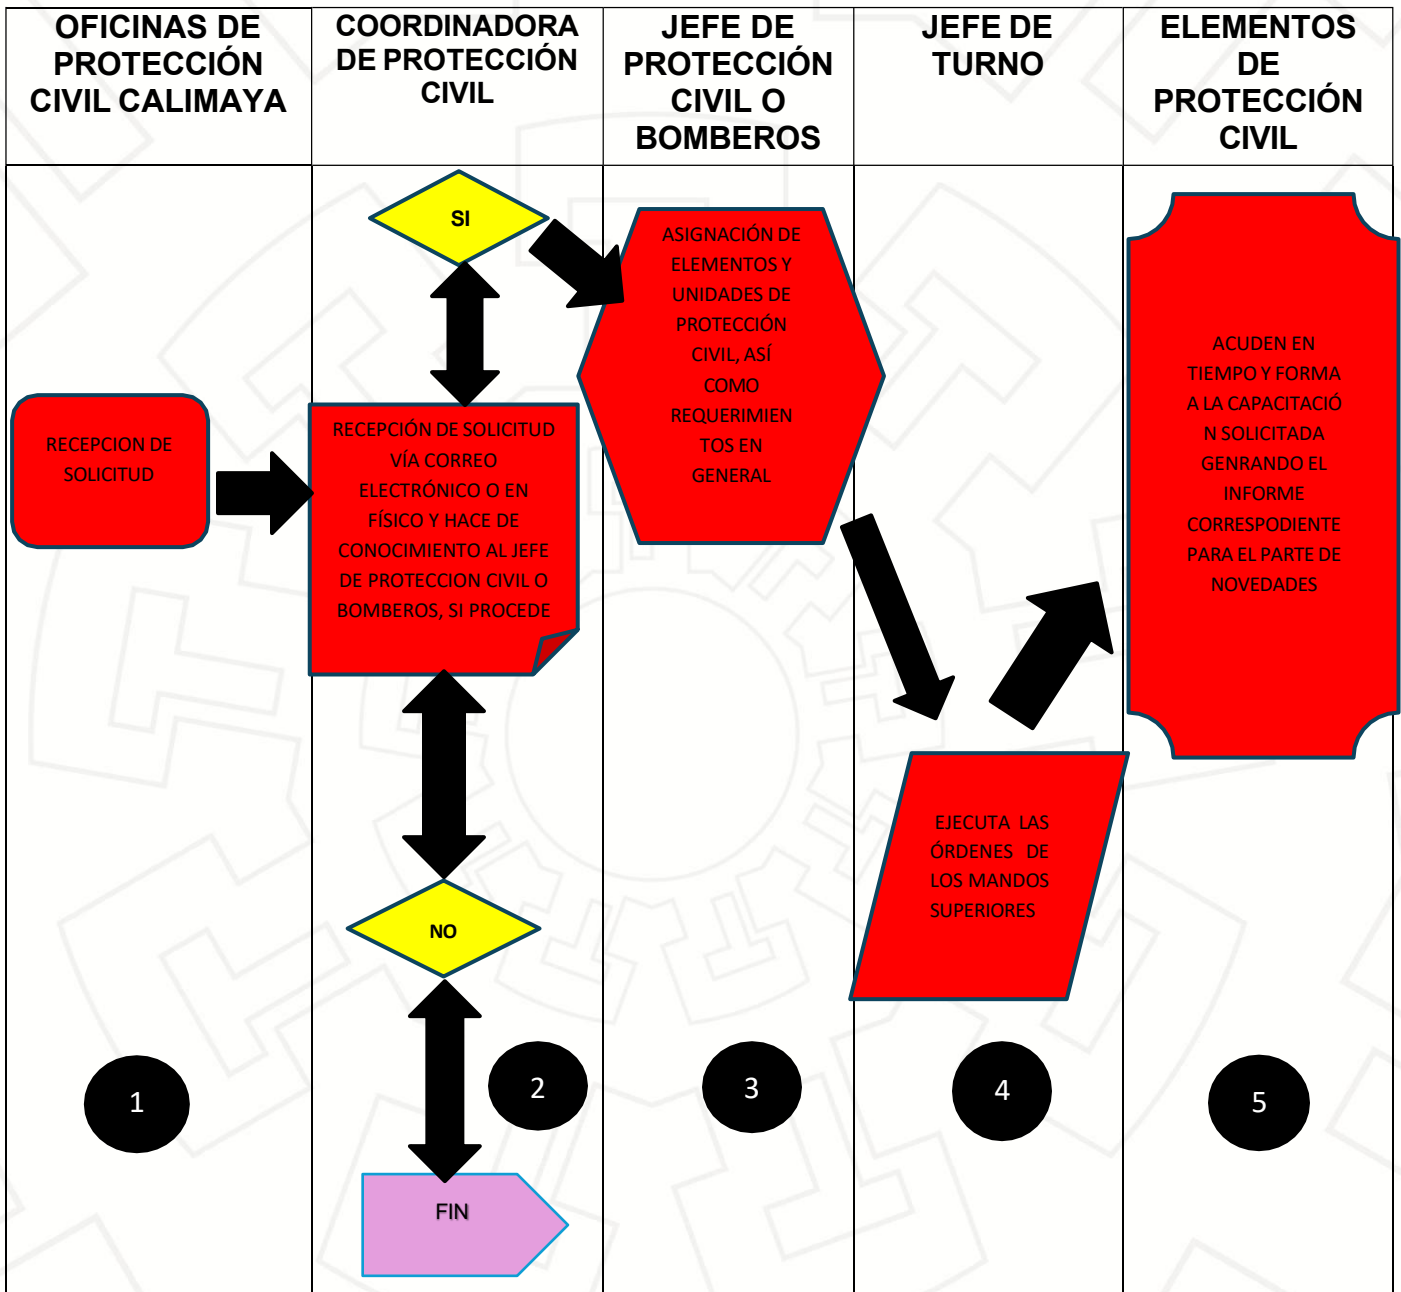 OFICINAS DE
PROTECCIÓN
CIVIL CALIMAYA
COORDINADORA
DE PROTECCIÓN
CIVIL
JEFE DE
PROTECCIÓN
CIVIL O
BOMBEROS
JEFE DE
TURNO
ELEMENTOS
DE
PROTECCIÓN
CIVIL
RECEPCION DE
SOLICITUD
SI
RECEPCIÓN DE SOLICITUD
VÍA CORREO
ELECTRÓNICO O EN
FÍSICO Y HACE DE
CONOCIMIENTO AL JEFE
DE PROTECCION CIVIL O
BOMBEROS, SI PROCEDE
NO
FIN
ASIGNACIÓN DE
ELEMENTOS Y
UNIDADES DE
PROTECCIÓN
CIVIL, ASÍ
COMO
REQUERIMIEN
TOS EN
GENERAL
EJECUTA LAS
ÓRDENES DE
LOS MANDOS
SUPERIORES
ACUDEN EN
TIEMPO Y FORMA
A LA CAPACITACIÓ
N SOLICITADA
GENRANDO EL
INFORME
CORRESPODIENTE
PARA EL PARTE DE
NOVEDADES
1
2
3
4
5